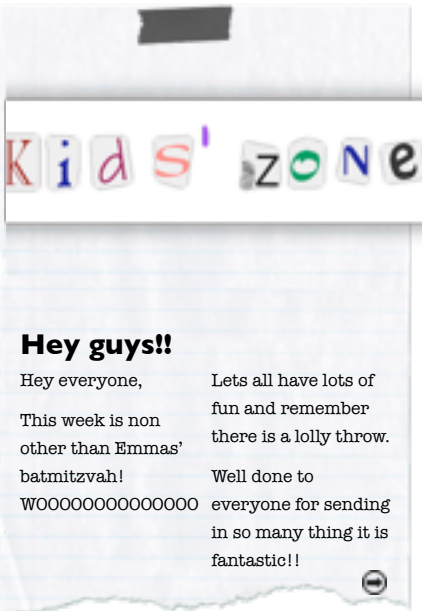 Kids' zone
Hey guys!!
Hey everyone,
This week is non
other than Emmas'
batmitzvah!
WOOOOOOOOOOOOOO
Lets all have lots of
fun and remember
there is a lolly throw.
Well done to
everyone for sending
in so many thing it is
fantastic!!